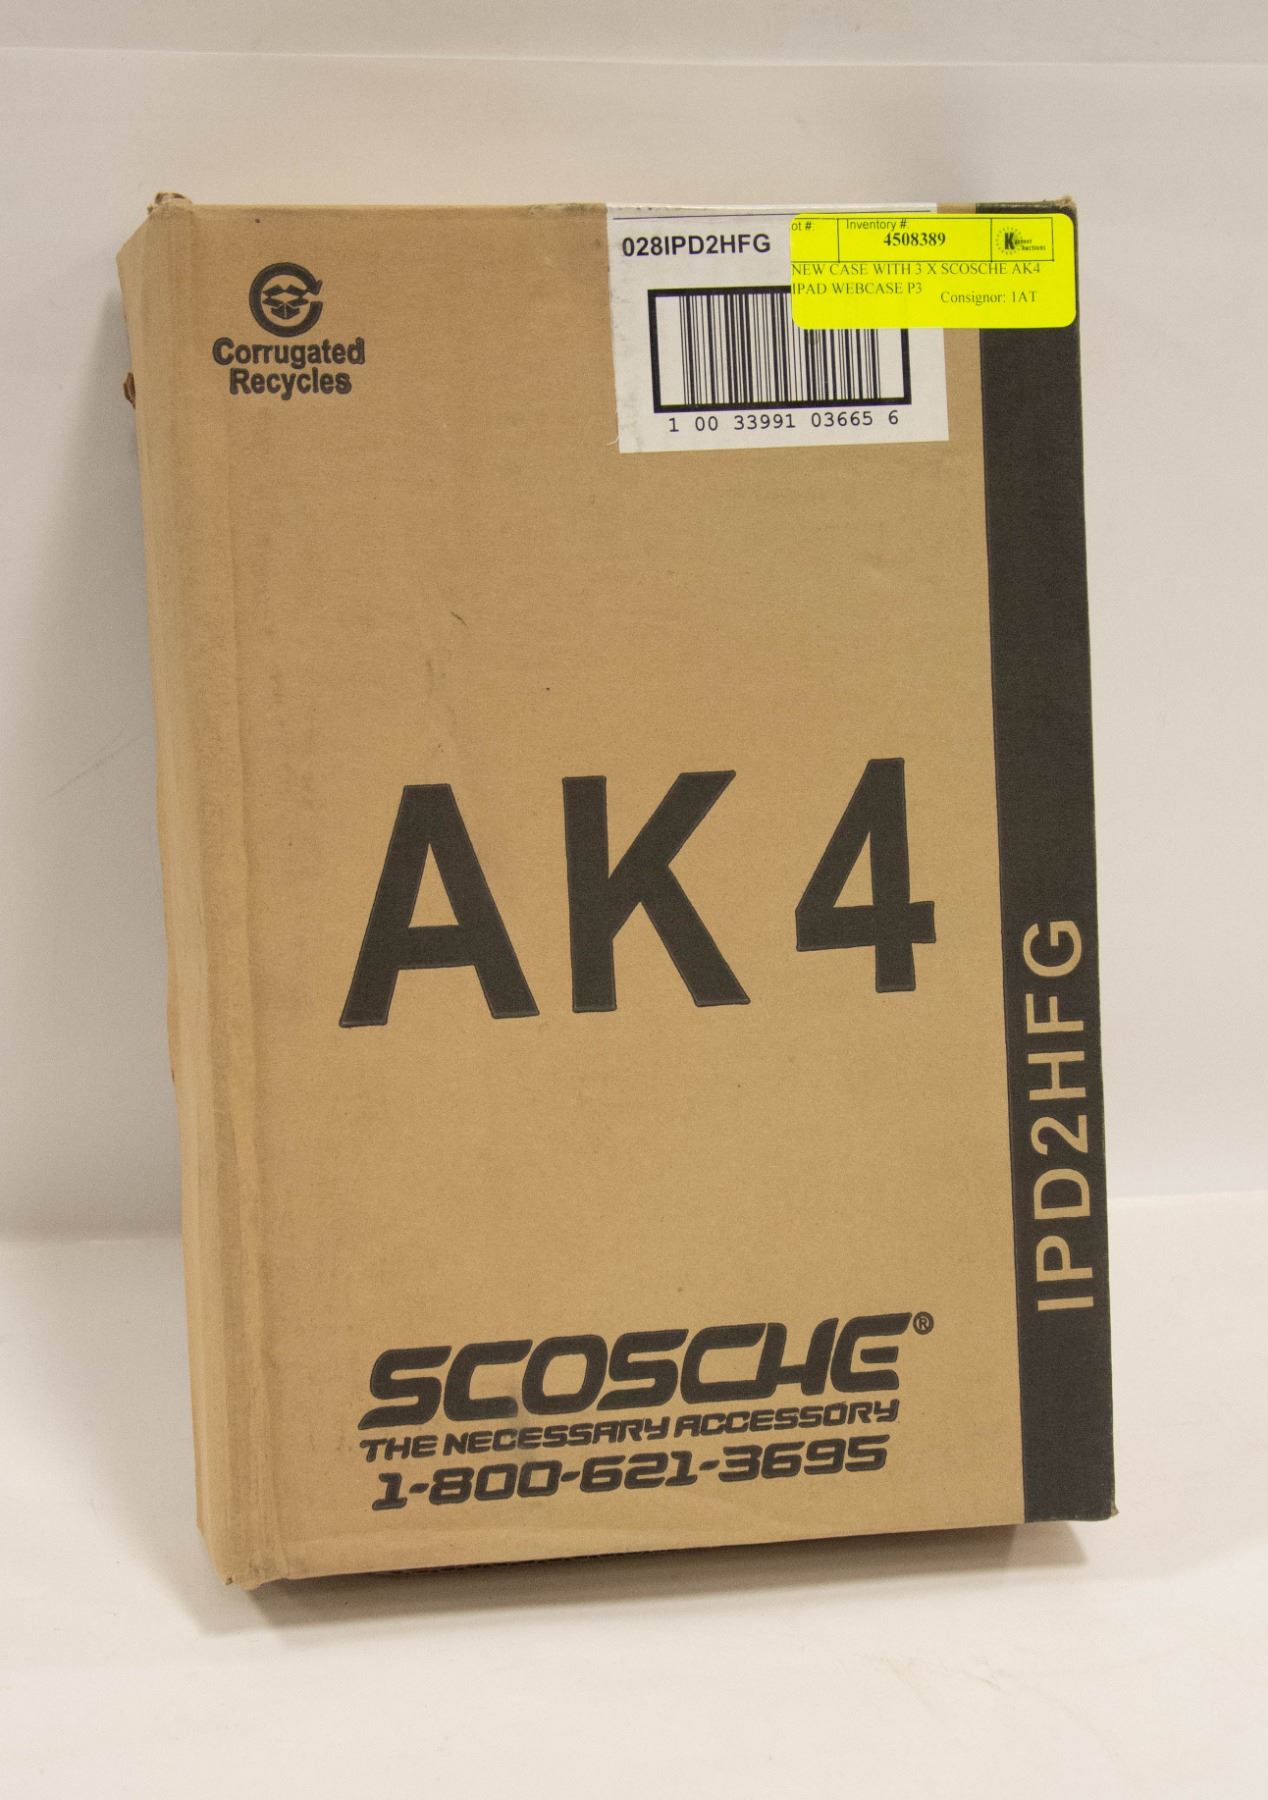 Corrugated
Recycles
028IPD2HFG
ot #:
Inventory #:
4508389
NEW CASE WITH 3 X SCOSCHE AK4
IPAD WEBCASE P3
Consignor: 1AT
1 00 33991 03665 6
AK4
IPD2HFG
SCOSCHE®
THE NECESSARY ACCESSORY
1-800-621-3695